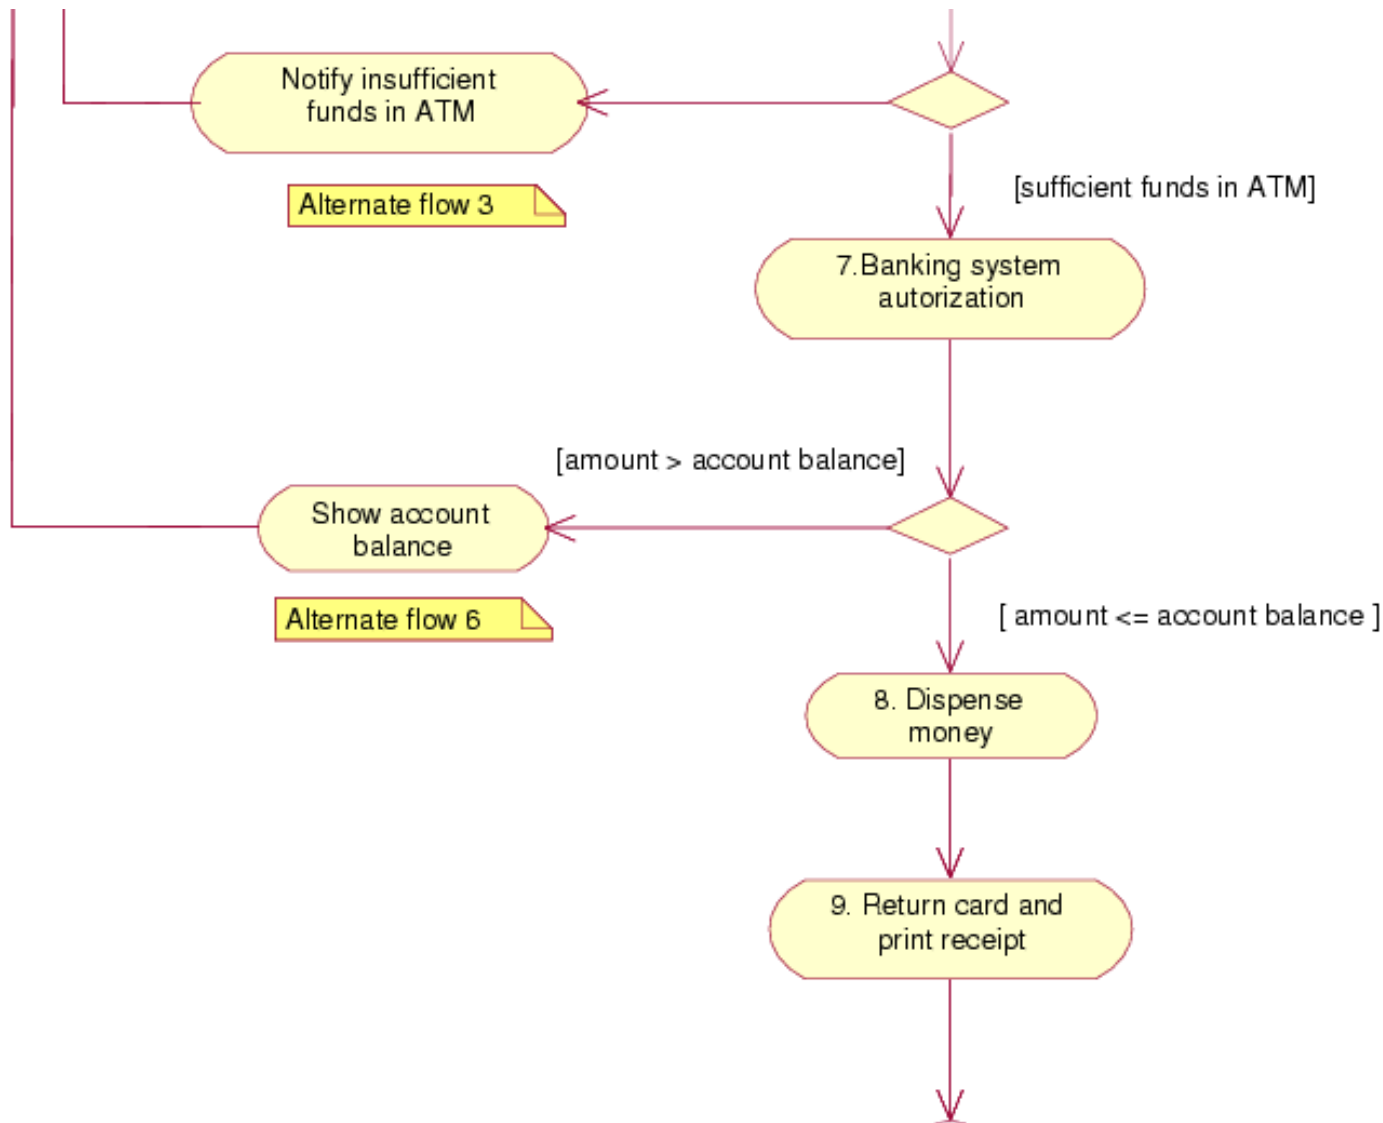 Notify insufficient
funds in ATM
Alternate flow 3
[sufficient funds in ATM]
7.Banking system
autorization
[amount > account balance]
Show account
balance
Alternate flow 6
[ amount <= account balance ]
8. Dispense
money
9. Return card and
print receipt